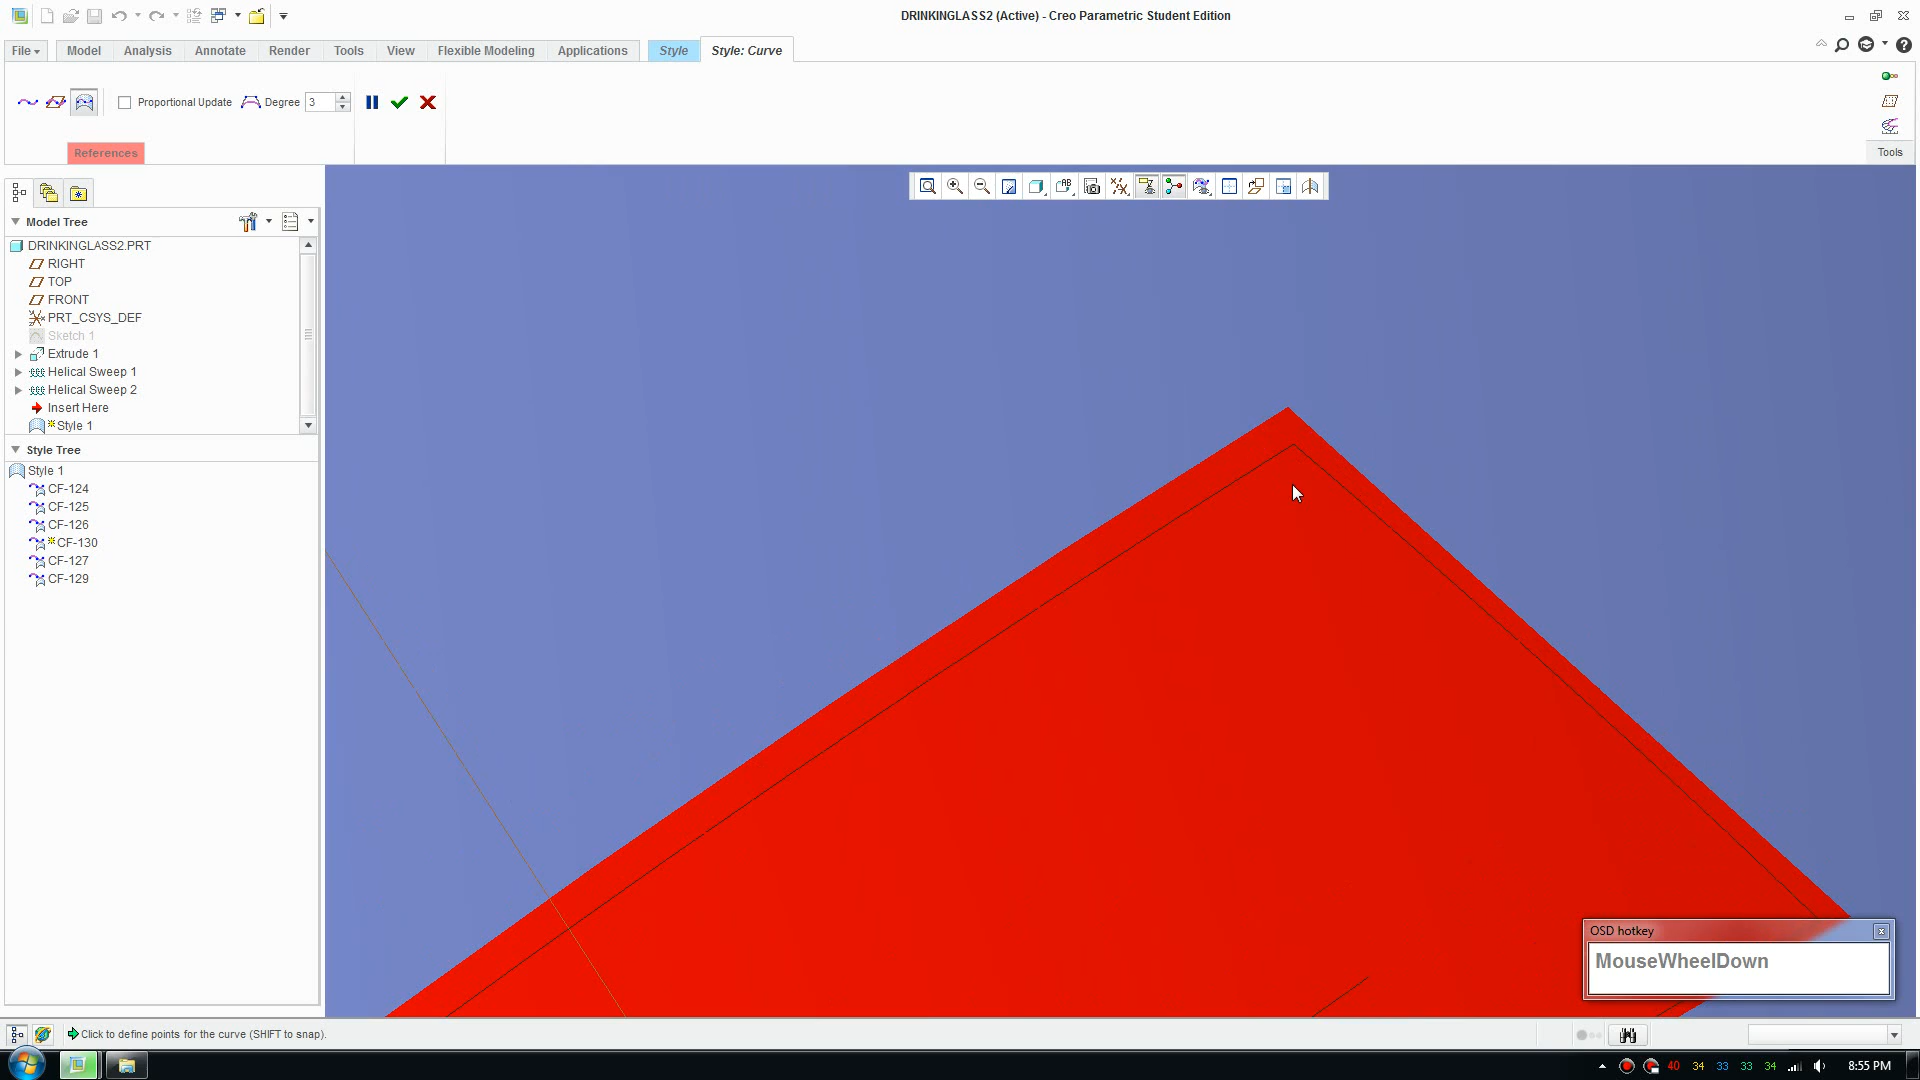 DRINKINGLASS2 (Active) - Creo Parametric Student Edition
File Model Analysis Annotate Render Tools View Flexible Modeling Applications Style Style: Curve
Proportional Update Degree 3
References
Tools
Model Tree
DRINKINGLASS2.PRT
RIGHT
TOP
FRONT
PRT_CSYS_DEF
Sketch 1
Extrude 1
Helical Sweep 1
Helical Sweep 2
Insert Here
Style 1
Style Tree
Style 1
CF-124
CF-125
CF-126
CF-130
CF-127
CF-129
OSD hotkey
MouseWheelDown
Click to define points for the curve (SHIFT to snap).
40 34 33 33 34 8:55 PM